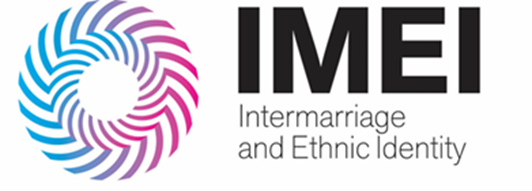 IMEI
Intermarriage
and Ethnic Identity